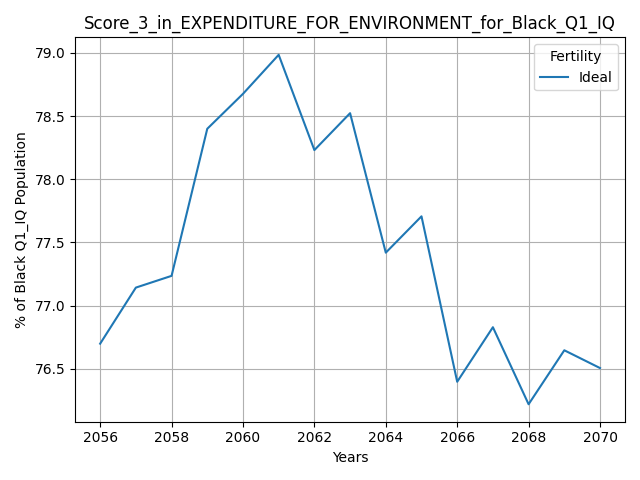 Score_3_in_EXPENDITURE_FOR_ENVIRONMENT_for_Black_Q1_IQ
Fertility
Ideal
% of Black Q1_IQ Population
79.0
78.5
78.0
77.5
77.0
76.5
2056 2058 2060 2062 2064 2066 2068 2070
Years